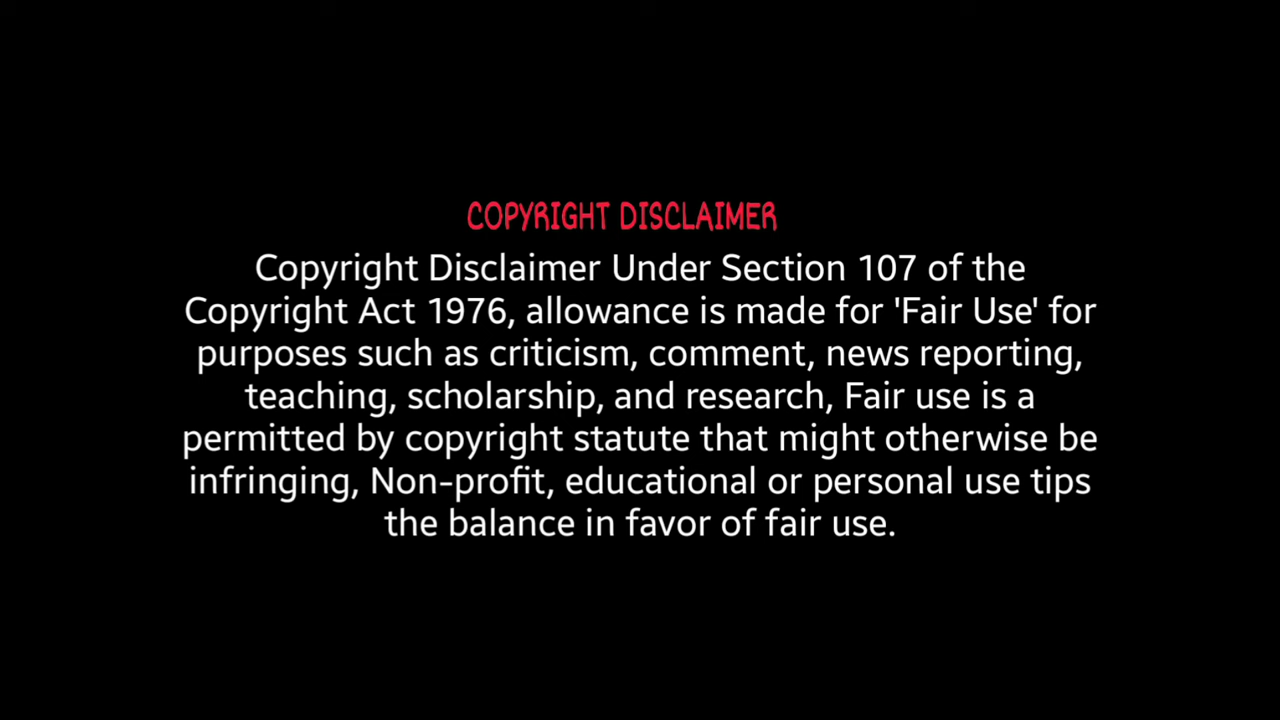 COPYRIGHT DISCLAIMER
Copyright Disclaimer Under Section 107 of the
Copyright Act 1976, allowance is made for 'Fair Use' for
purposes such as criticism, comment, news reporting,
teaching, scholarship, and research, Fair use is a
permitted by copyright statute that might otherwise be
infringing, Non-profit, educational or personal use tips
the balance in favor of fair use.